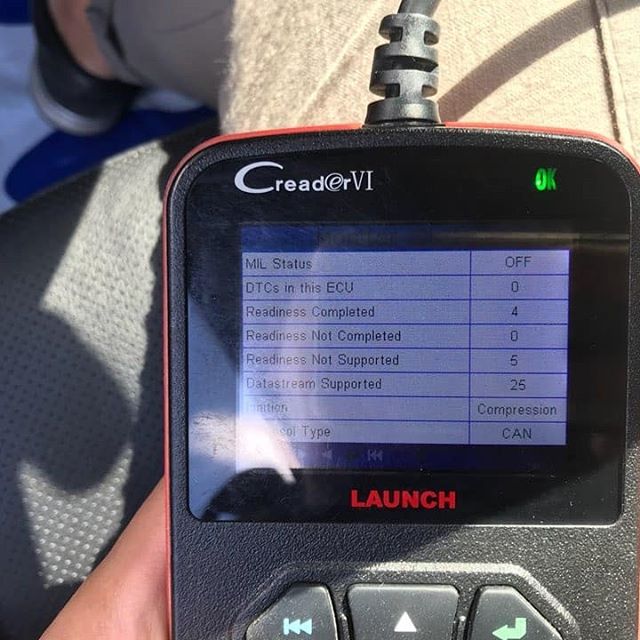 CreaderVI
OK
MIL Status OFF
DTCs in this ECU 0
Readiness Completed 4
Readiness Not Completed 0
Readiness Not Supported 5
Datastream Supported 25
Compression
Type CAN
LAUNCH